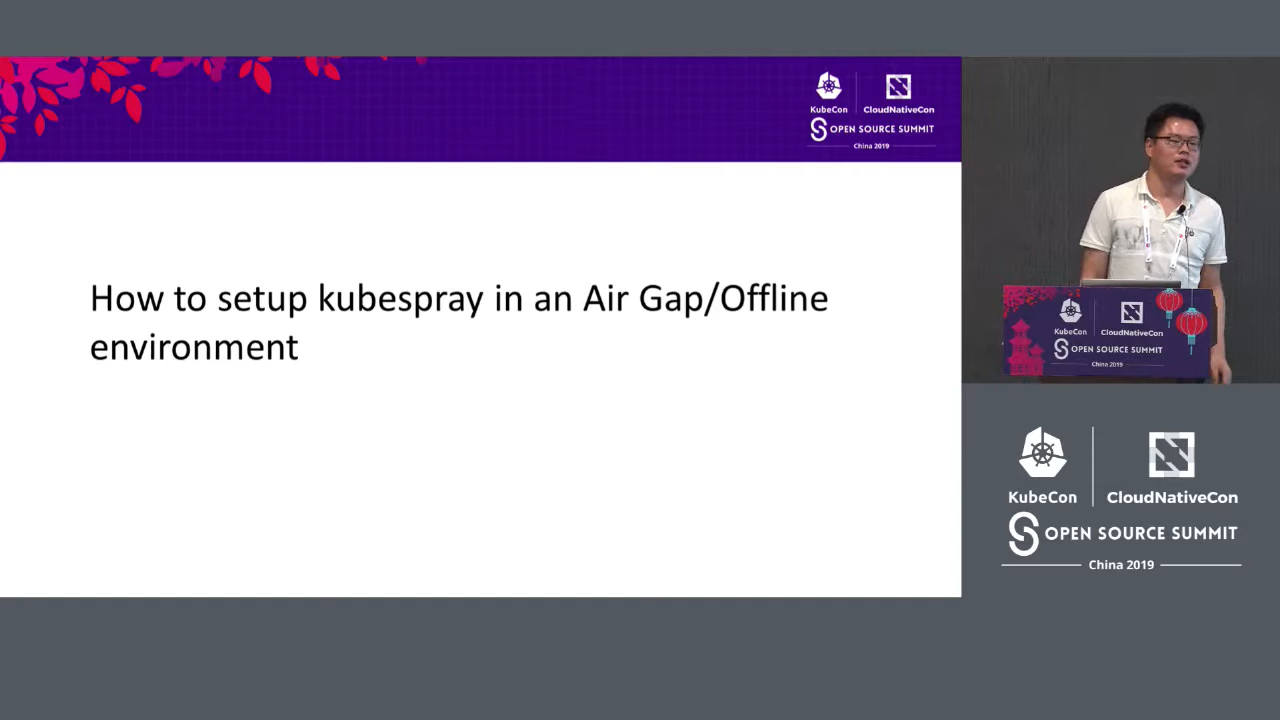 KubeCon
CloudNativeCon
OPEN SOURCE SUMMIT
China 2019
How to setup kubespray in an Air Gap/Offline
environment
KubeCon
CloudNativeCon
OPEN SOURCE SUMMIT
China 2019
KubeCon
CloudNativeCon
OPEN SOURCE SUMMIT
China 2019